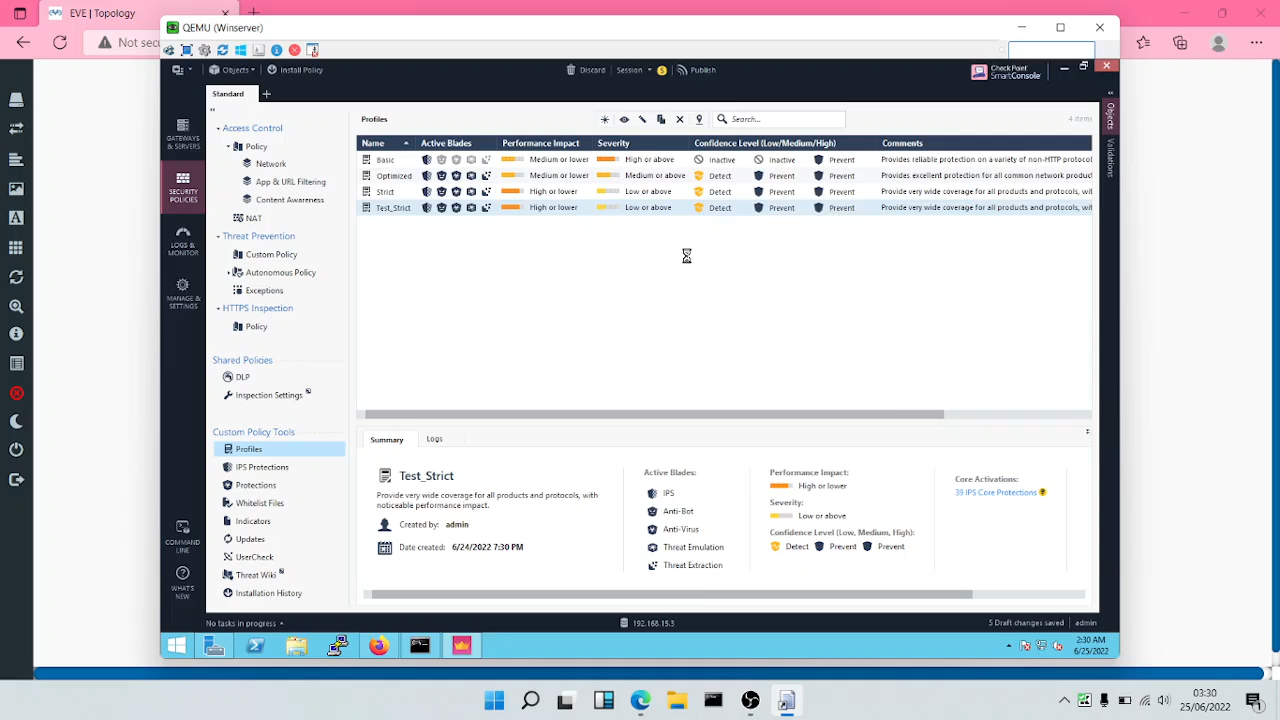 EVE | Topology
QEMU (Winserver)
Not sec
Objects
Install Policy
Discard
Session
5
Publish
Check Point
SmartConsole
Standard
GATEWAYS
& SERVERS
SECURITY
POLICIES
LOGS &
MONITOR
MANAGE &
SETTINGS
COMMAND
LINE
WHAT'S
NEW
Access Control
Policy
Network
App & URL Filtering
Content Awareness
NAT
Threat Prevention
Custom Policy
Autonomous Policy
Exceptions
HTTPS Inspection
Policy
Shared Policies
DLP
Inspection Settings
Custom Policy Tools
Profiles
IPS Protections
Protections
Whitelist Files
Indicators
Updates
UserCheck
Threat Wiki
Installation History
Profiles
Search...
4 items
Name Active Blades Performance Impact Severity Confidence Level (Low/Medium/High) Comments
Basic Medium or lower High or above Inactive Inactive Prevent Provides reliable protection on a variety of non-HTTP protocol
Optimized Medium or lower Medium or above Detect Prevent Prevent Provides excellent protection for all common network produc
Strict High or lower Low or above Detect Prevent Prevent Provide very wide coverage for all products and protocols, wit
Test_Strict High or lower Low or above Detect Prevent Prevent Provide very wide coverage for all products and protocols, wit
Objects
Validations
Summary
Logs
Test_Strict
Provide very wide coverage for all products and protocols, with
noticeable performance impact.
Created by: admin
Date created: 6/24/2022 7:30 PM
Active Blades:
IPS
Anti-Bot
Anti-Virus
Threat Emulation
Threat Extraction
Performance Impact:
High or lower
Severity:
Low or above
Confidence Level (Low, Medium, High):
Detect Prevent Prevent
Core Activations:
39 IPS Core Protections
No tasks in progress
192.168.15.3
5 Draft changes saved
admin
2:30 AM
6/25/2022
03:30
25/06/2022
1